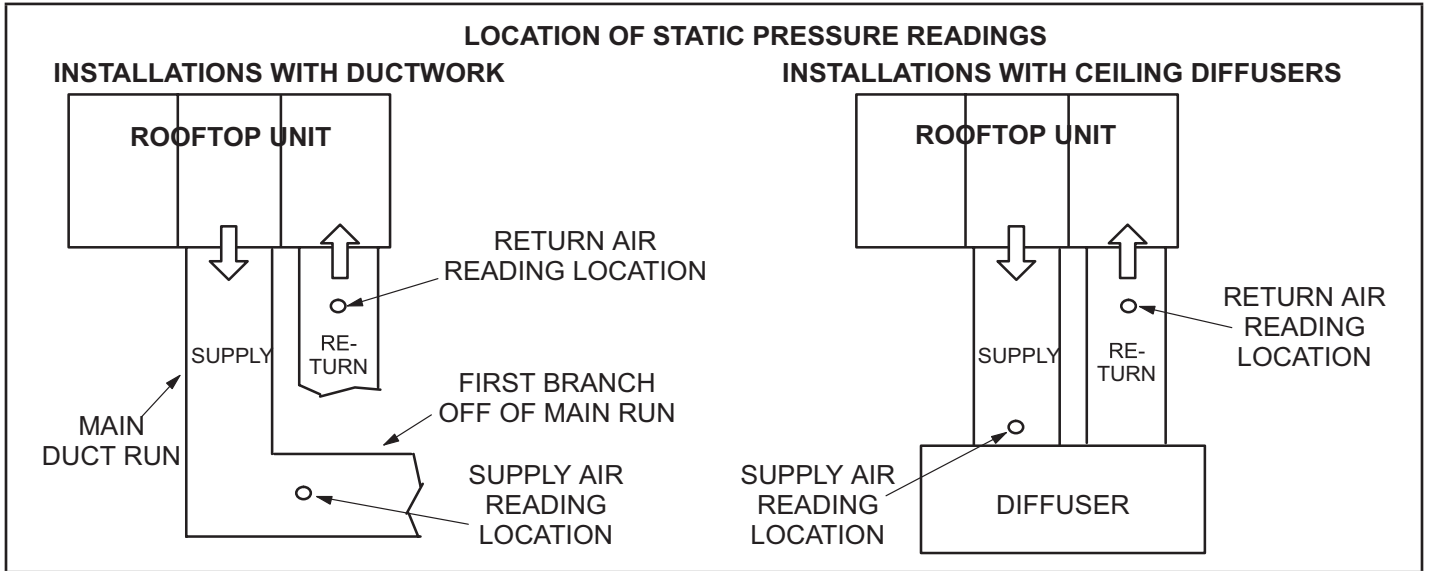 LOCATION OF STATIC PRESSURE READINGS
INSTALLATIONS WITH DUCTWORK
ROOFTOP UNIT
RETURN AIR
READING LOCATION
SUPPLY
RE-
TURN
FIRST BRANCH
OFF OF MAIN RUN
MAIN
DUCT RUN
SUPPLY AIR
READING
LOCATION
INSTALLATIONS WITH CEILING DIFFUSERS
ROOFTOP UNIT
RETURN AIR
READING
LOCATION
SUPPLY
RE-
TURN
SUPPLY AIR
READING
LOCATION
DIFFUSER